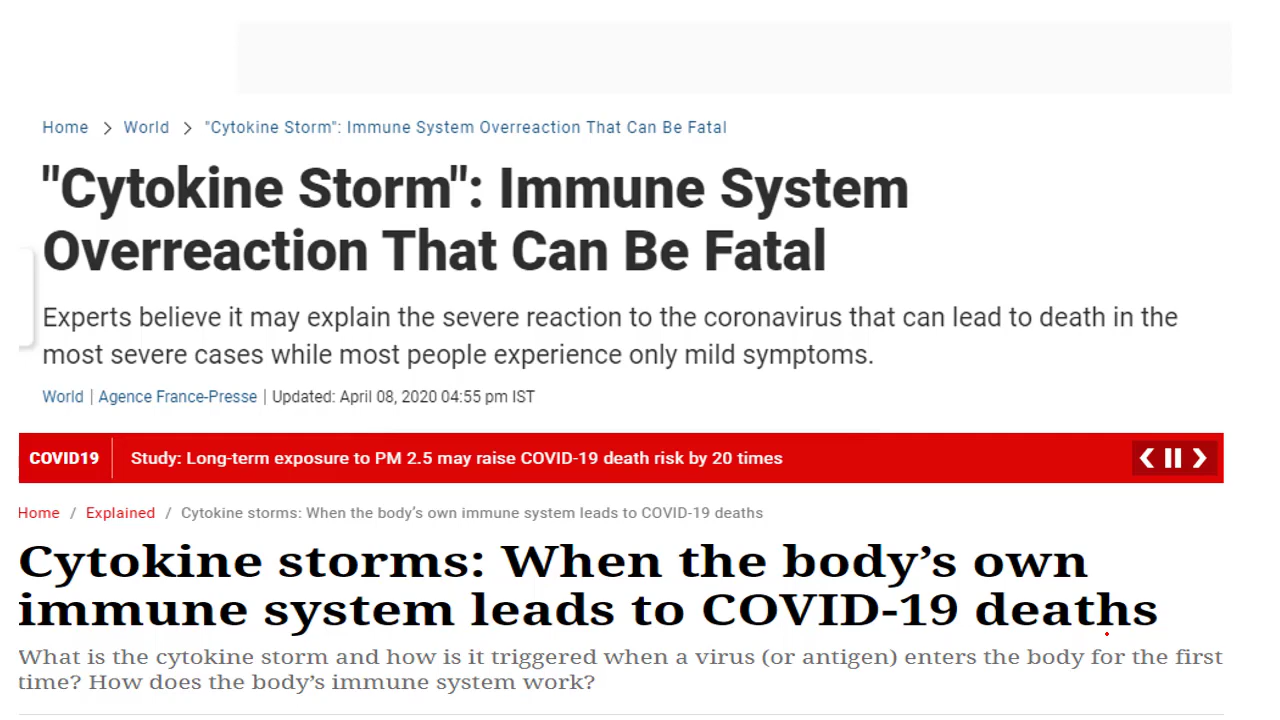 Home > World > "Cytokine Storm": Immune System Overreaction That Can Be Fatal
"Cytokine Storm": Immune System
Overreaction That Can Be Fatal
Experts believe it may explain the severe reaction to the coronavirus that can lead to death in the
most severe cases while most people experience only mild symptoms.
World | Agence France-Presse | Updated: April 08, 2020 04:55 pm IST
COVID19 Study: Long-term exposure to PM 2.5 may raise COVID-19 death risk by 20 times
Home / Explained / Cytokine storms: When the body’s own immune system leads to COVID-19 deaths
Cytokine storms: When the body’s own
immune system leads to COVID-19 deaths
What is the cytokine storm and how is it triggered when a virus (or antigen) enters the body for the first
time? How does the body’s immune system work?